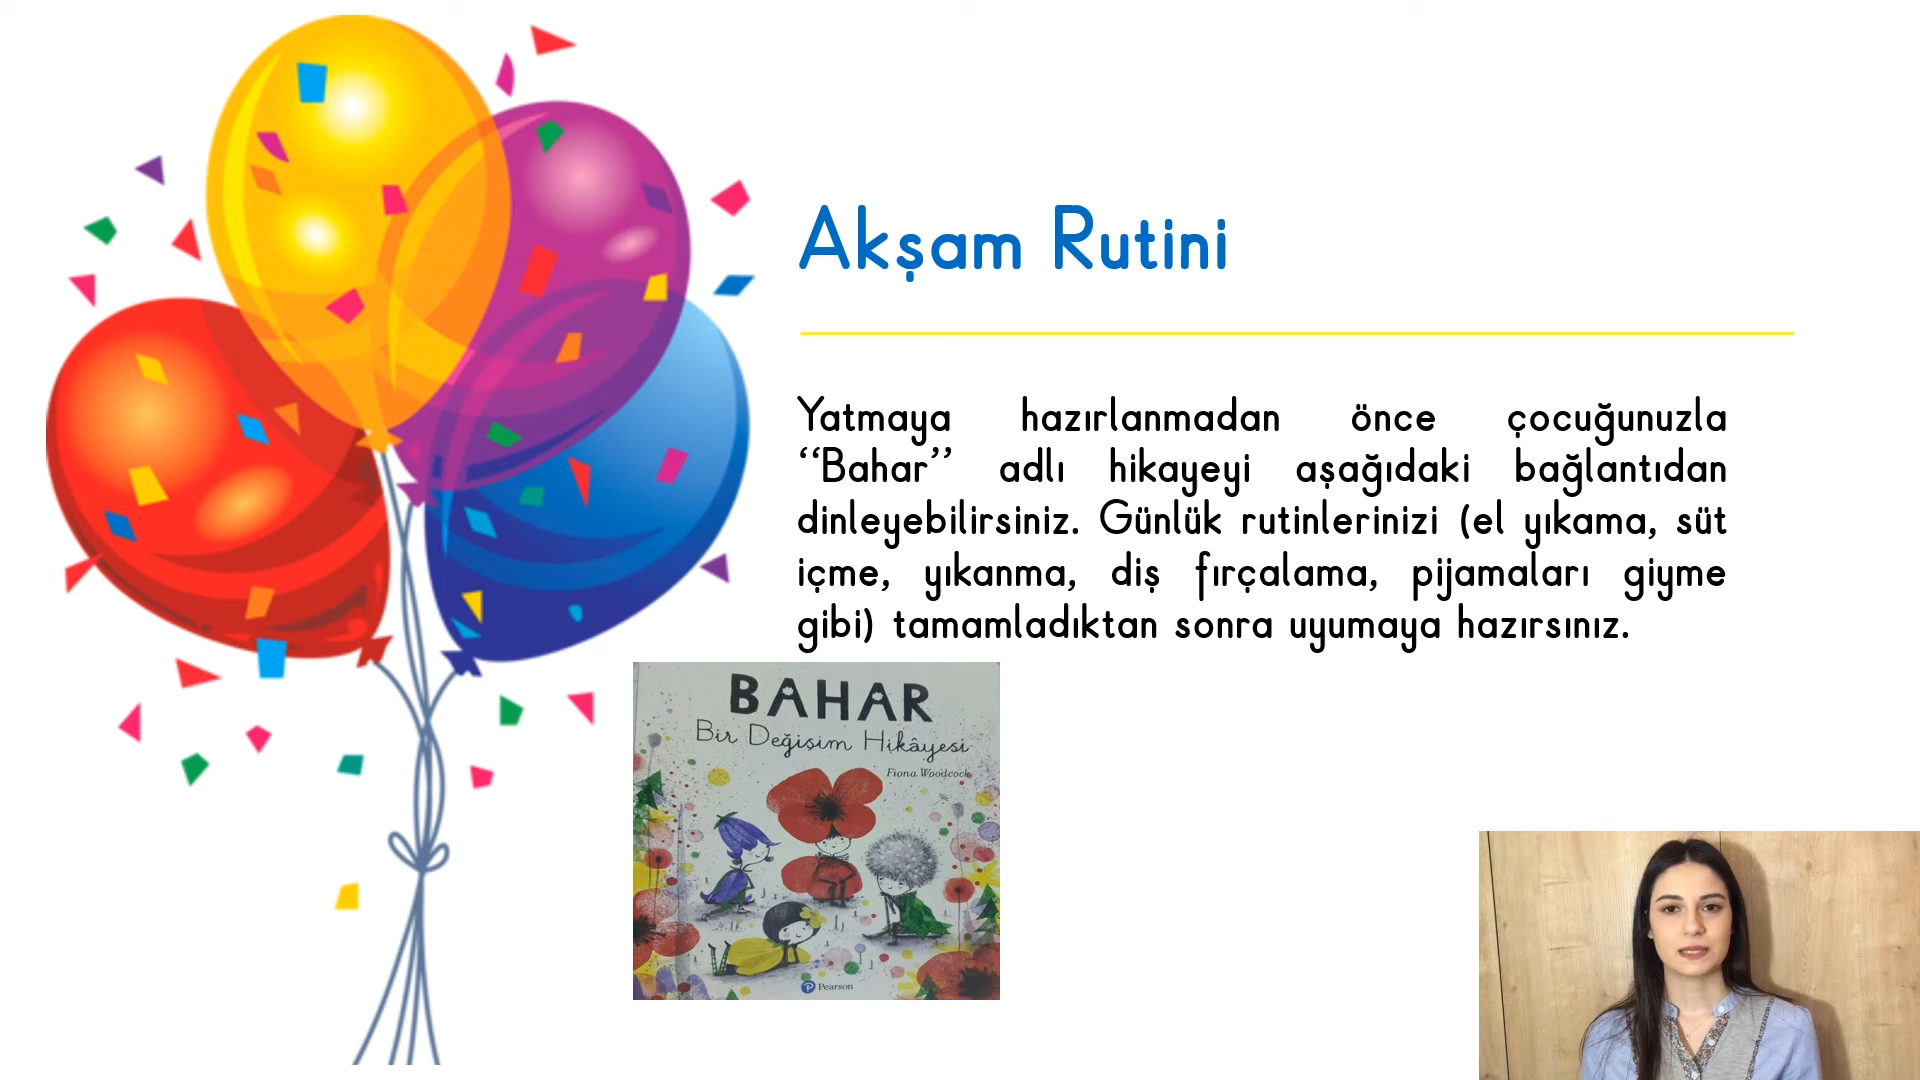 Akşam Rutini
Yatmaya hazırlanmadan önce çocuğunuzla
‘‘Bahar’’ adlı hikayeyi aşağıdaki bağlantıdan
dinleyebilirsiniz. Günlük rutinlerinizi (el yıkama, süt
içme, yıkanma, diş fırçalama, pijamaları giyme
gibi) tamamladıktan sonra uyumaya hazırsınız.
BAHAR
Bir Değişim Hikâyesi
Fiona Woodcock
Pearson